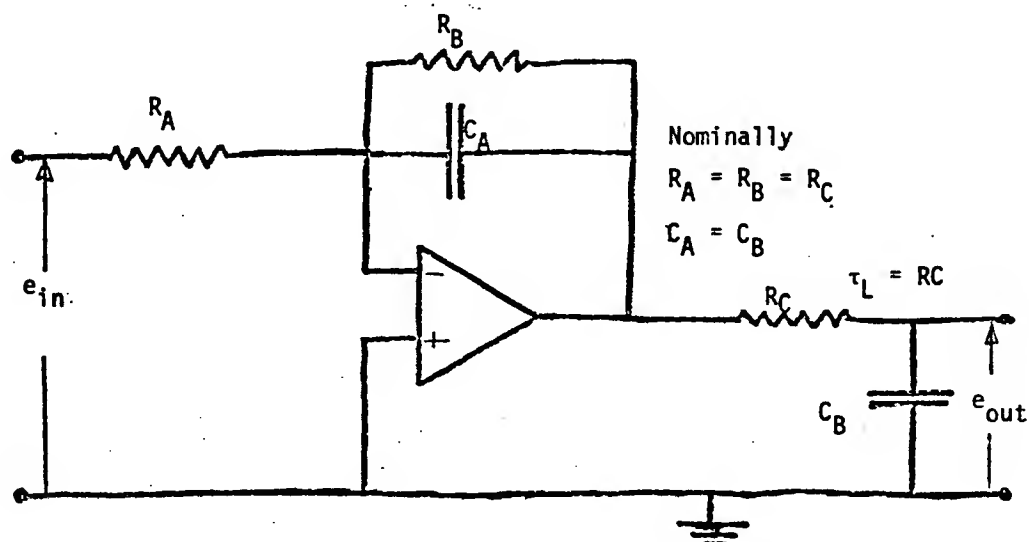 R_B
R_A
C_A
Nominally
R_A = R_B = R_C
C_A = C_B
e_in
−
+
R_C
τ_L = RC
C_B
e_out